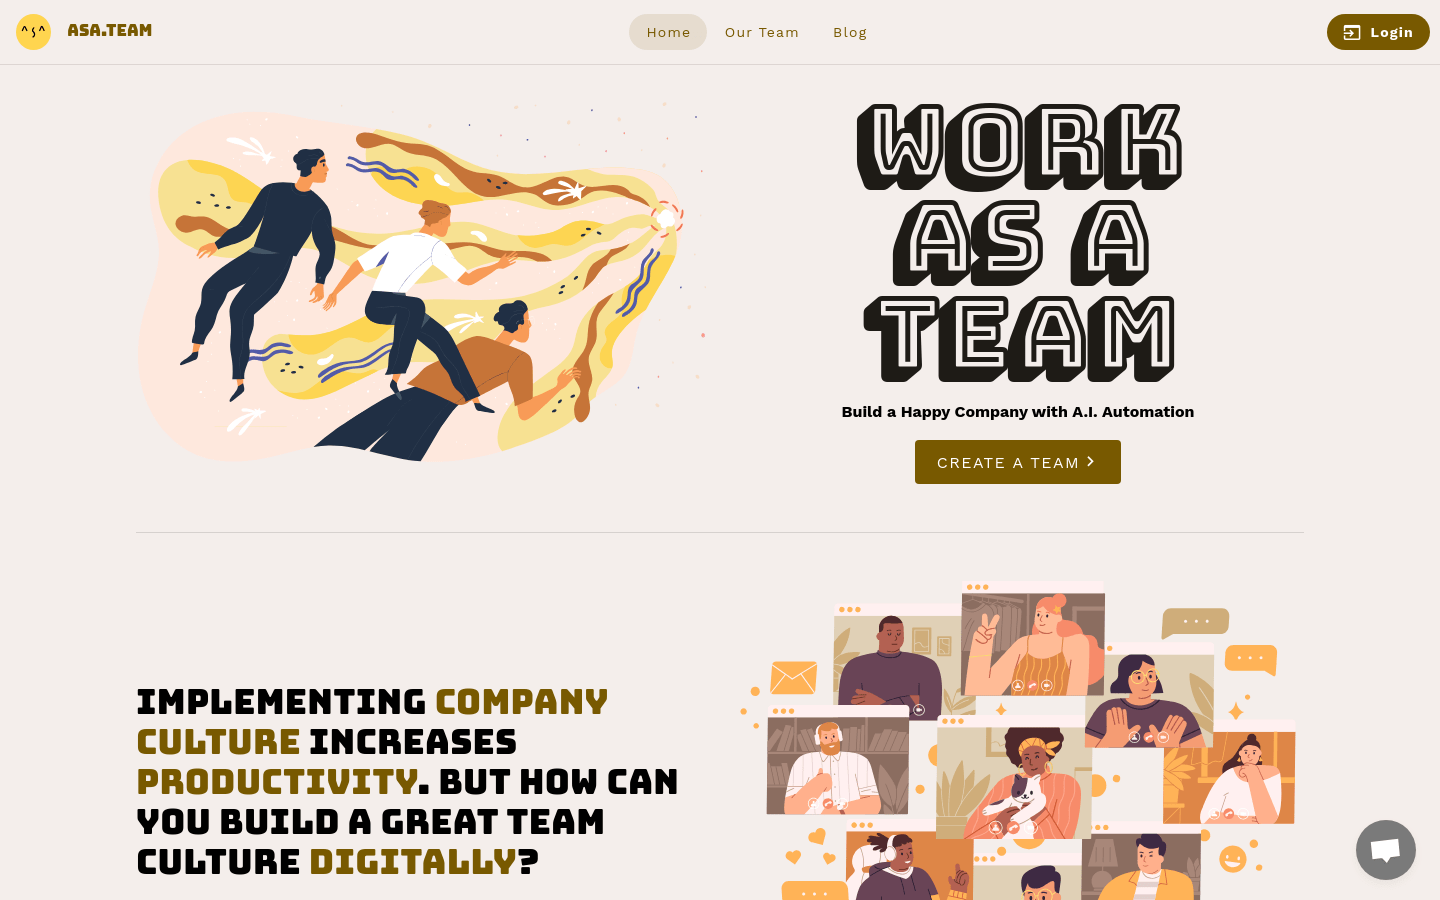 ASA.TEAM
Home
Our Team
Blog
Login
WORK
AS A
TEAM
Build a Happy Company with A.I. Automation
CREATE A TEAM
IMPLEMENTING COMPANY
CULTURE INCREASES
PRODUCTIVITY. BUT HOW CAN
YOU BUILD A GREAT TEAM
CULTURE DIGITALLY?